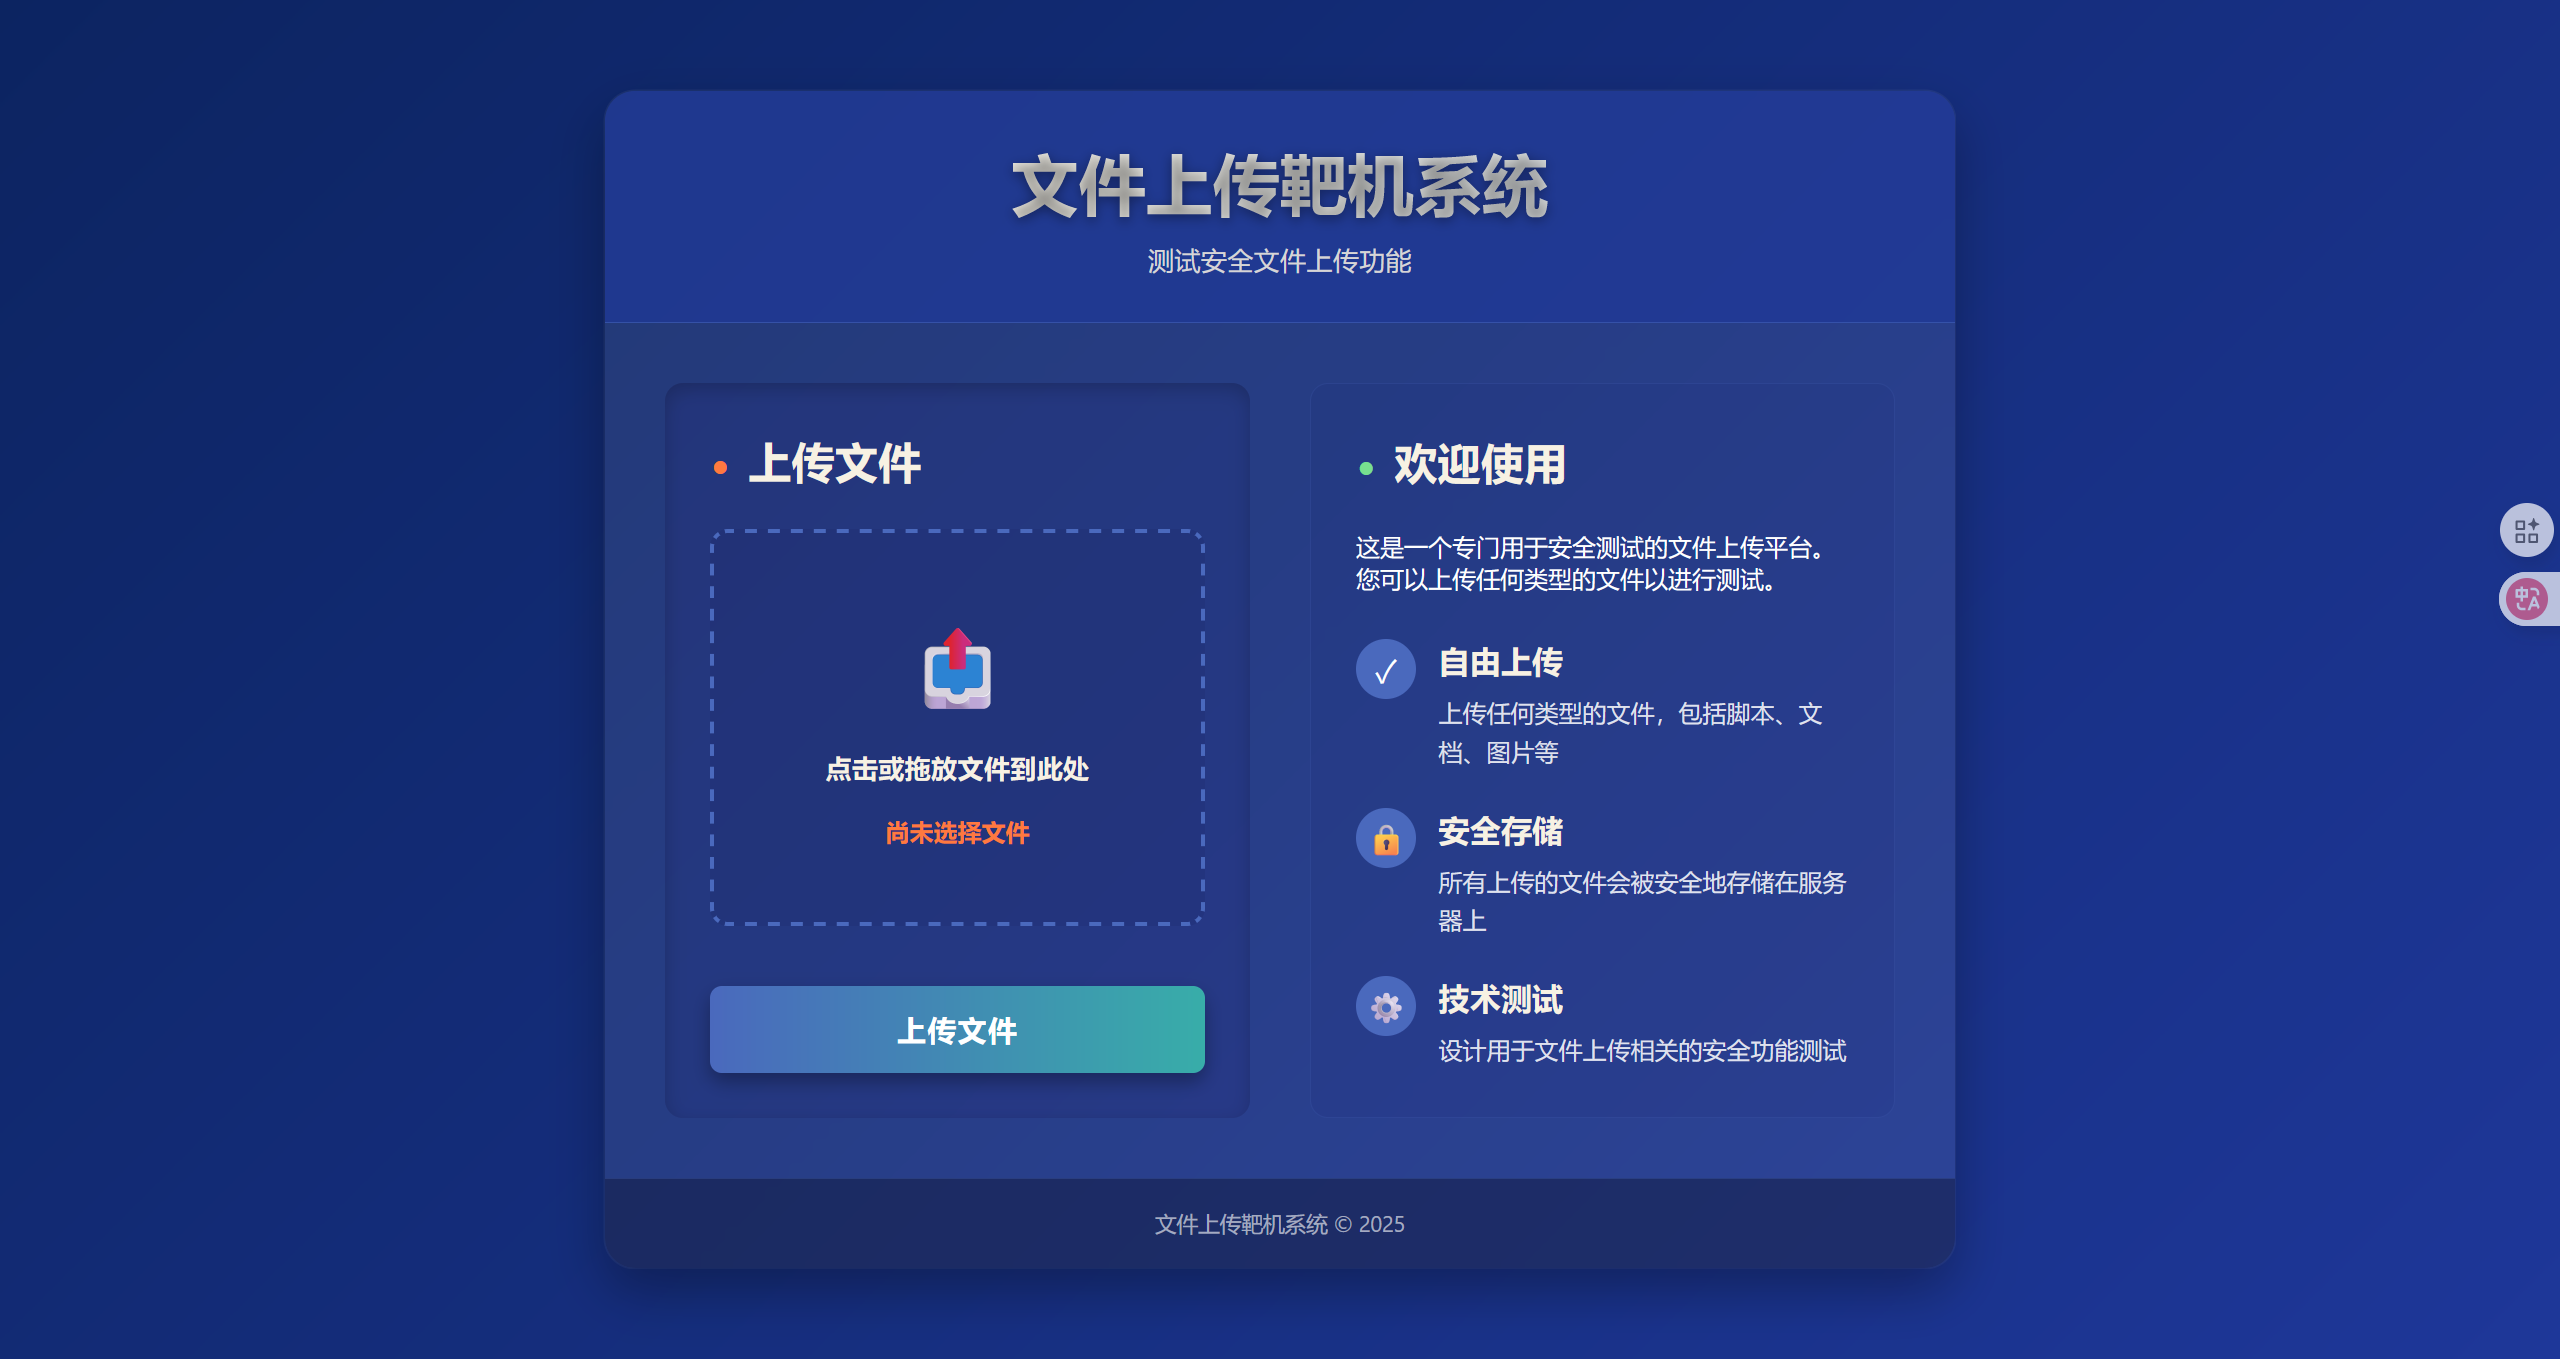 文件上传靶机系统
测试安全文件上传功能
上传文件
点击或拖放文件到此处
尚未选择文件
上传文件
欢迎使用
这是一个专门用于安全测试的文件上传平台。
您可以上传任何类型的文件以进行测试。
自由上传
上传任何类型的文件，包括脚本、文
档、图片等
安全存储
所有上传的文件会被安全地存储在服务
器上
技术测试
设计用于文件上传相关的安全功能测试
文件上传靶机系统 © 2025
中A